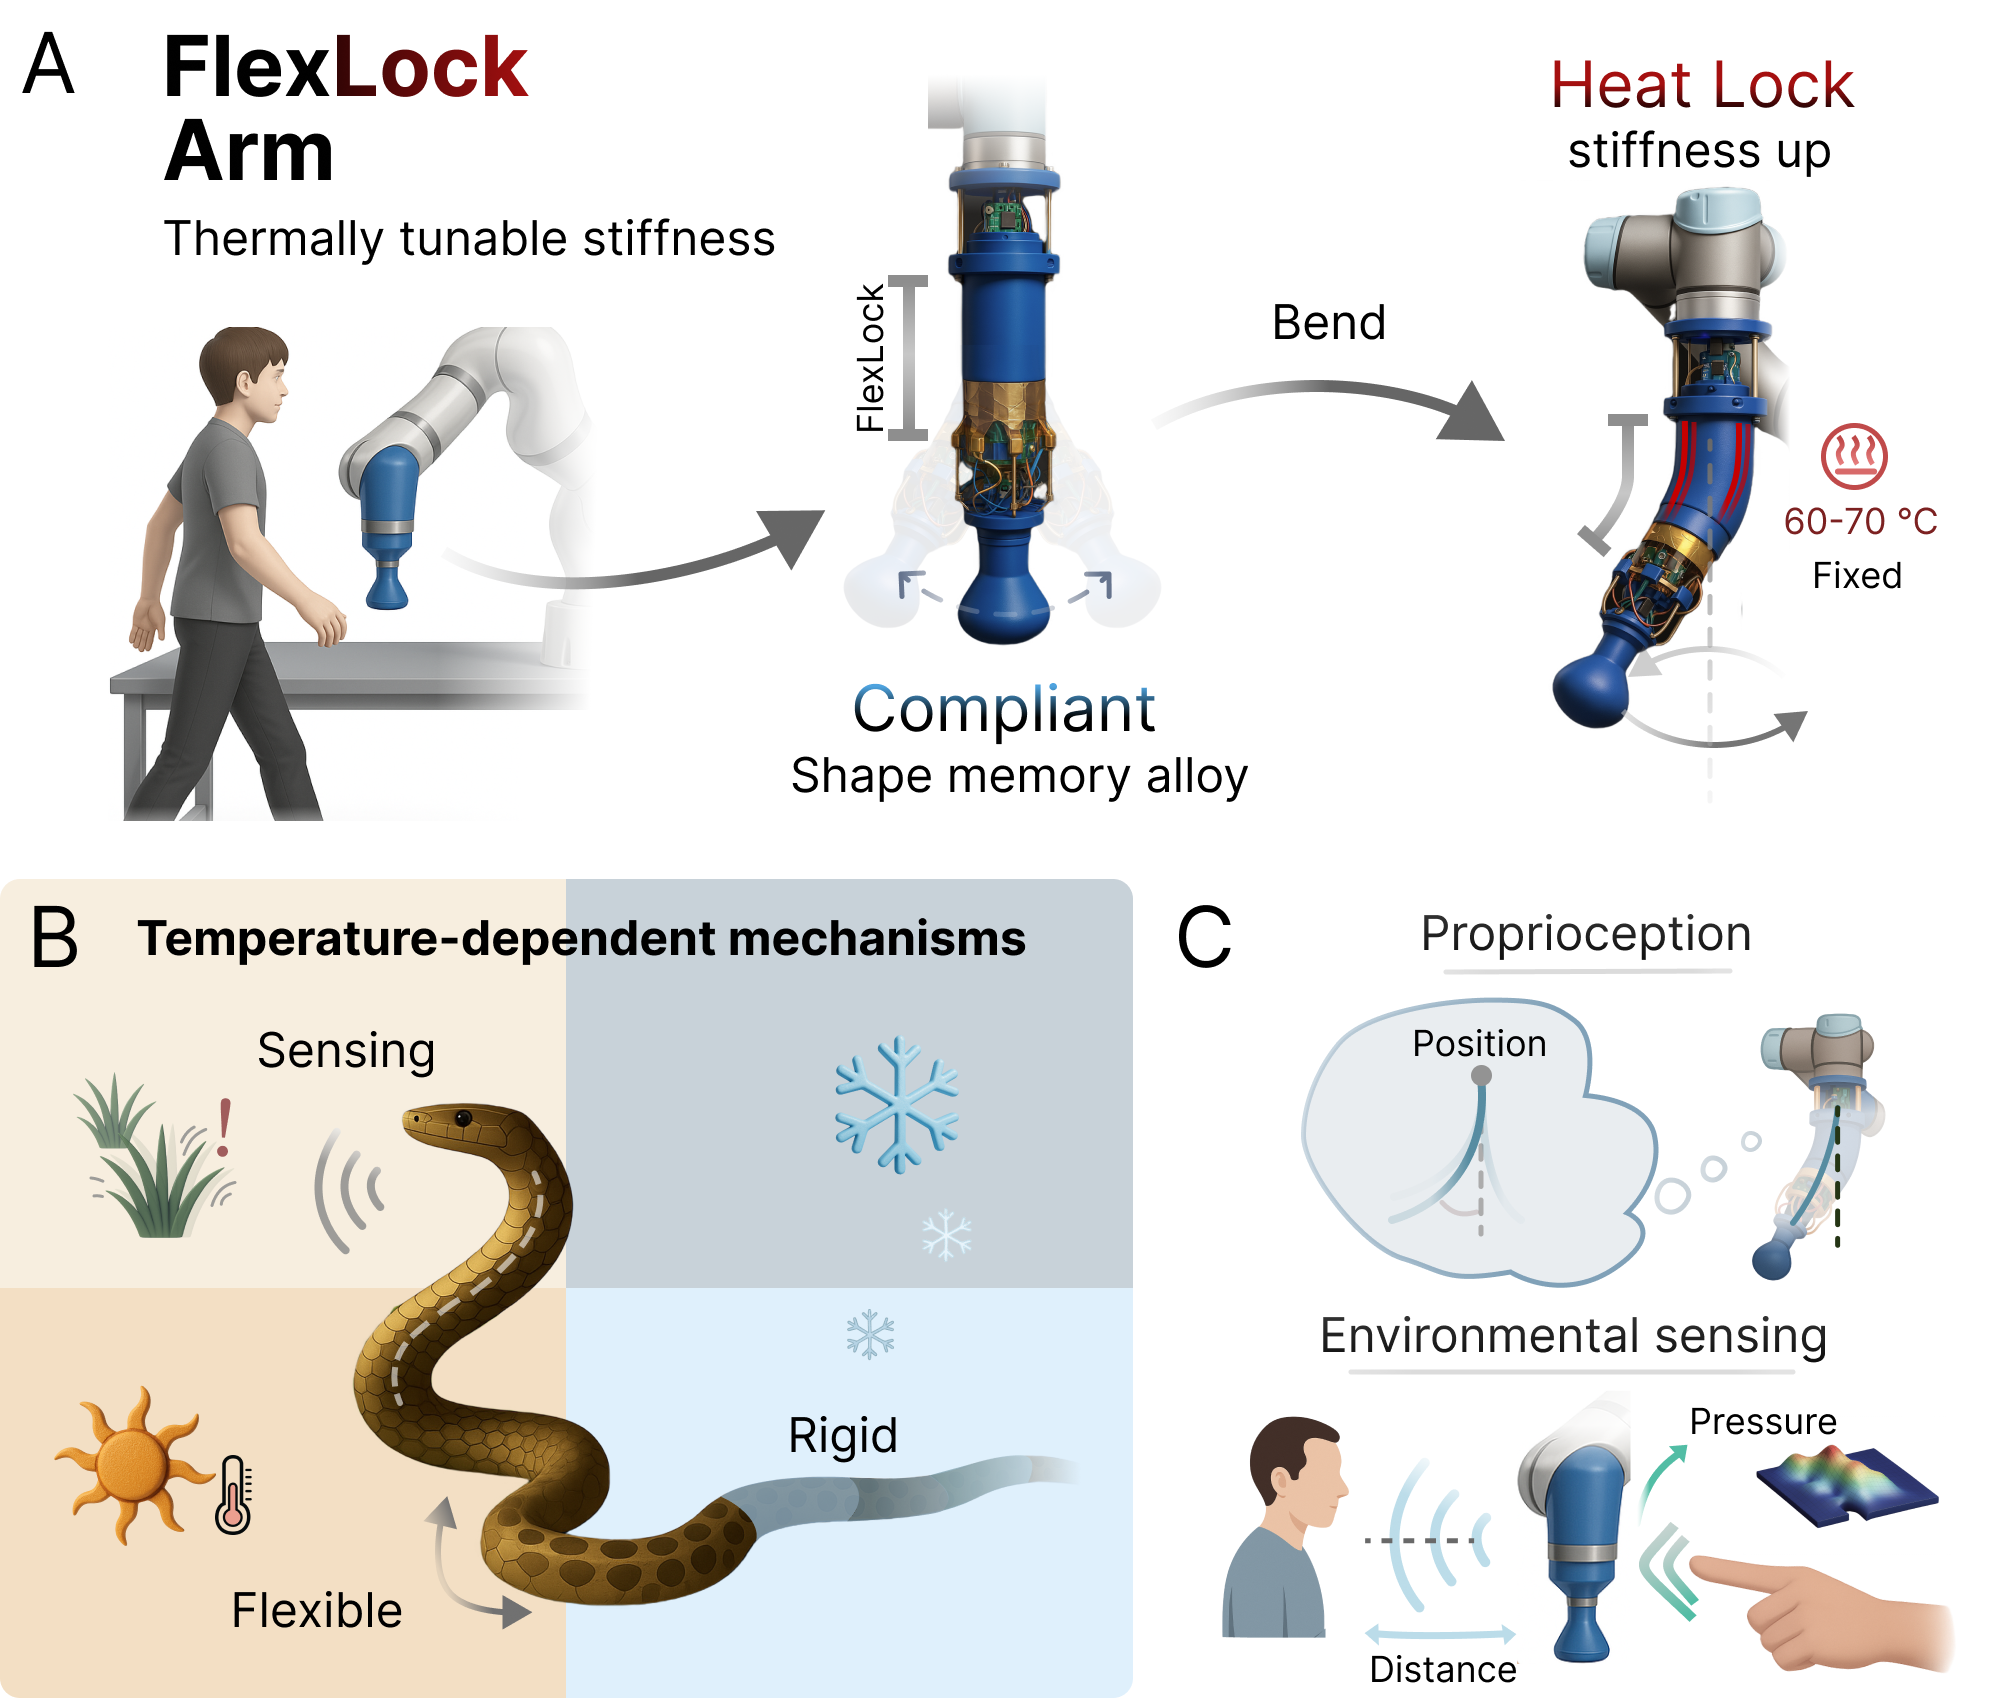 A
FlexLock
Arm
Thermally tunable stiffness
FlexLock
Compliant
Shape memory alloy
Bend
Heat Lock
stiffness up
60-70 °C
Fixed
B
Temperature-dependent mechanisms
Sensing
!
Rigid
Flexible
C
Proprioception
Position
Environmental sensing
Pressure
Distance